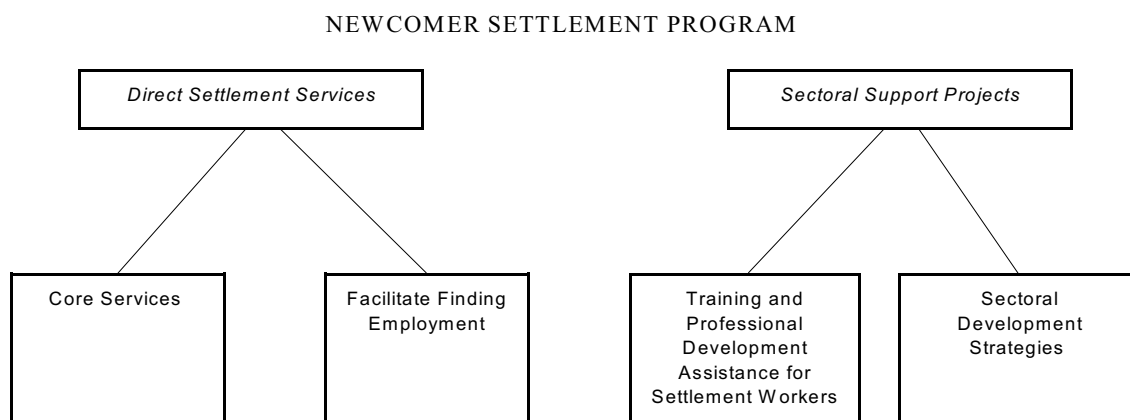 NEWCOMER SETTLEMENT PROGRAM
Direct Settlement Services
Sectoral Support Projects
Core Services
Facilitate Finding
Employment
Training and
Professional
Development
Assistance for
Settlement Workers
Sectoral
Development
Strategies